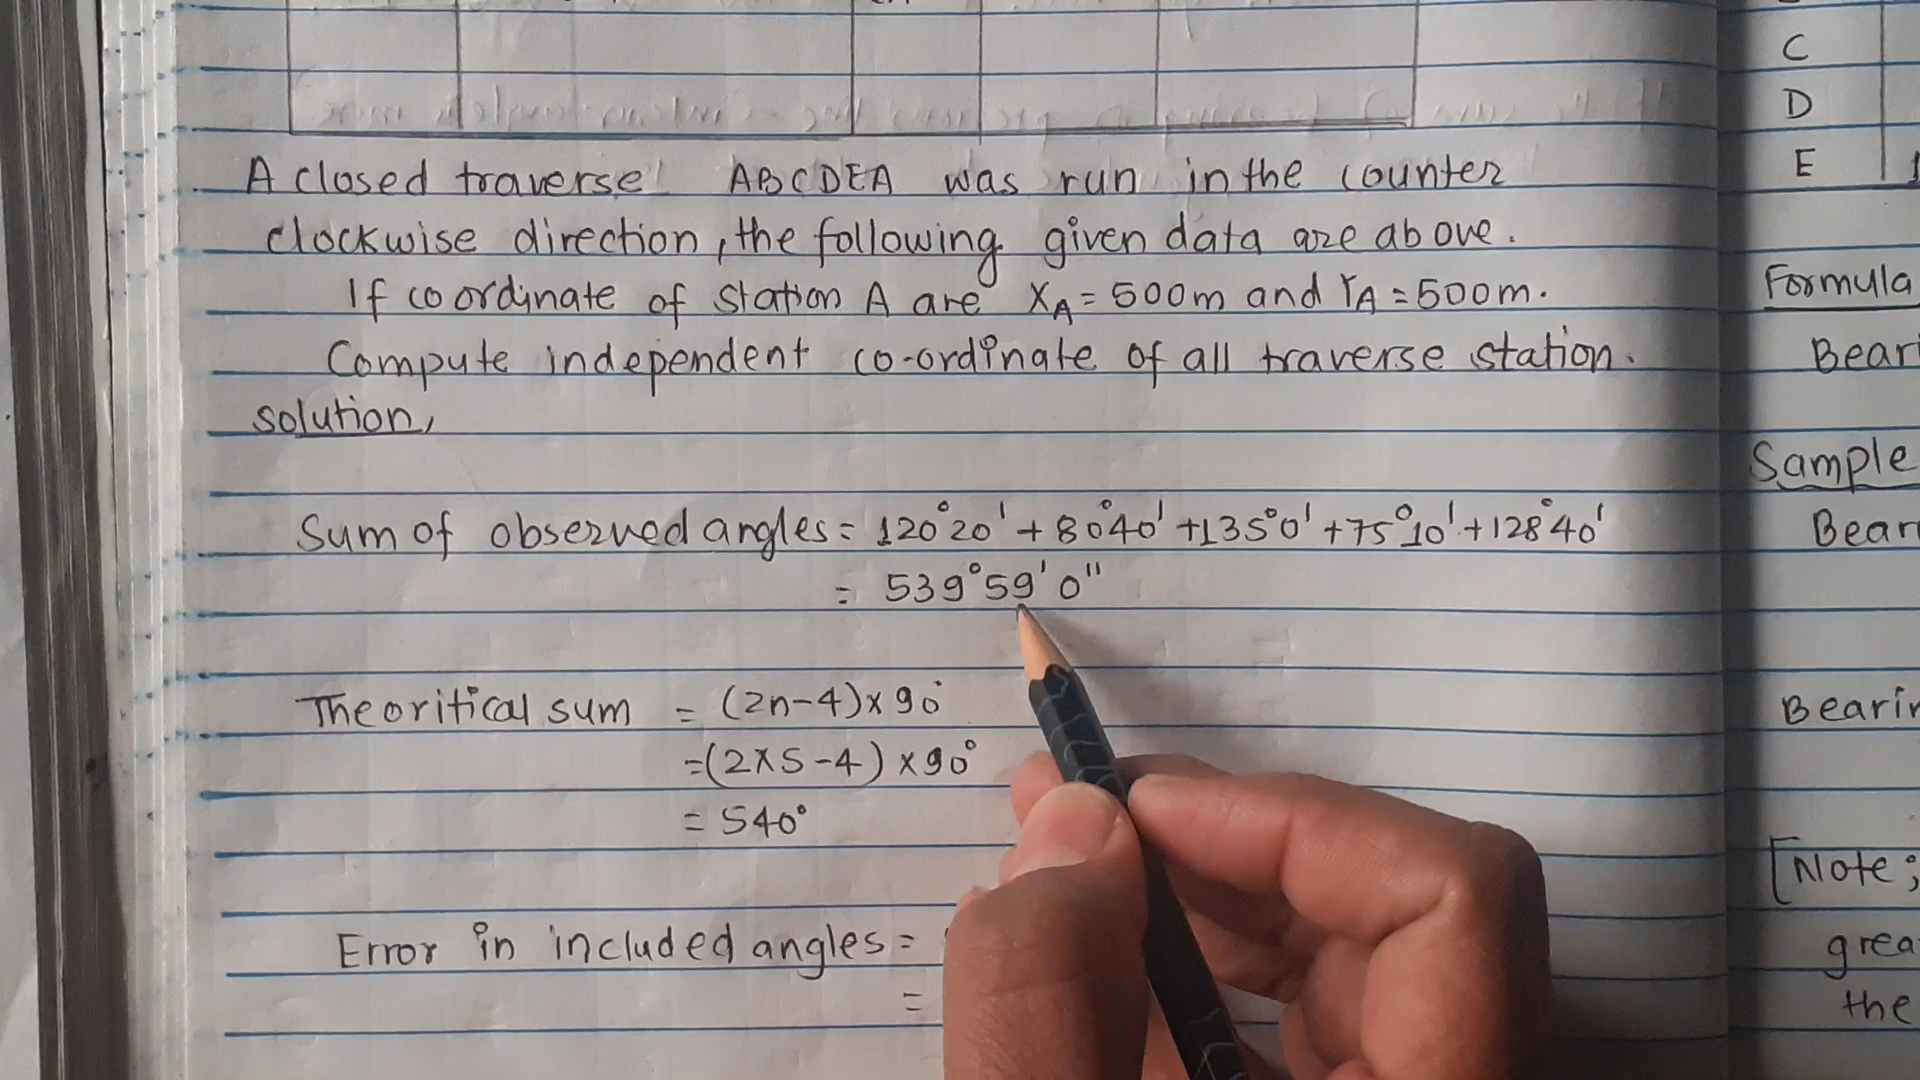 A closed traverse ABCDEA was run in the counter
clockwise direction, the following given data are above.
If coordinate of station A are XA = 500m and YA = 500m.
Compute independent co-ordinate of all traverse station.
solution,
Sum of observed angles = 120°20' + 80°40' + 135°0' + 75°10' + 128°40'
= 539°59'0"
Theoritical sum = (2n-4) x 90°
= (2x5-4) x 90°
= 540°
Error in included angles =
=
C
D
E
Formula
Sample
Bear
[Note;
the